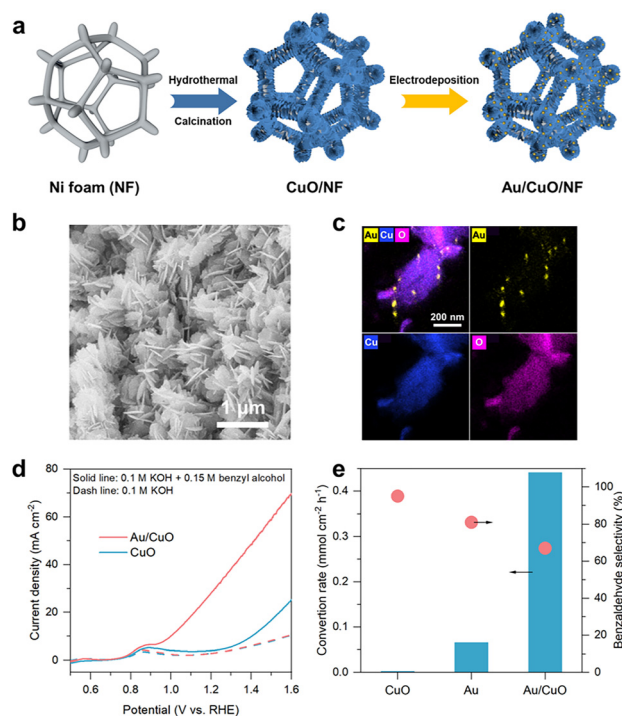 a
Hydrothermal
Calcination
Electrodeposition
Ni foam (NF)
CuO/NF
Au/CuO/NF
b
1 µm
c
Au Cu O
Au
200 nm
Cu
O
d
Solid line: 0.1 M KOH + 0.15 M benzyl alcohol
Dash line: 0.1 M KOH
Au/CuO
CuO
80
70
60
40
20
0
0.6 0.8 1.0 1.2 1.4 1.6
Current density (mA cm⁻²)
Potential (V vs. RHE)
e
0.4
0.3
0.2
0.1
0.0
100
80
60
40
20
0
CuO Au Au/CuO
Convertion rate (mmol cm⁻² h⁻¹)
Benzaldehyde selectivity (%)